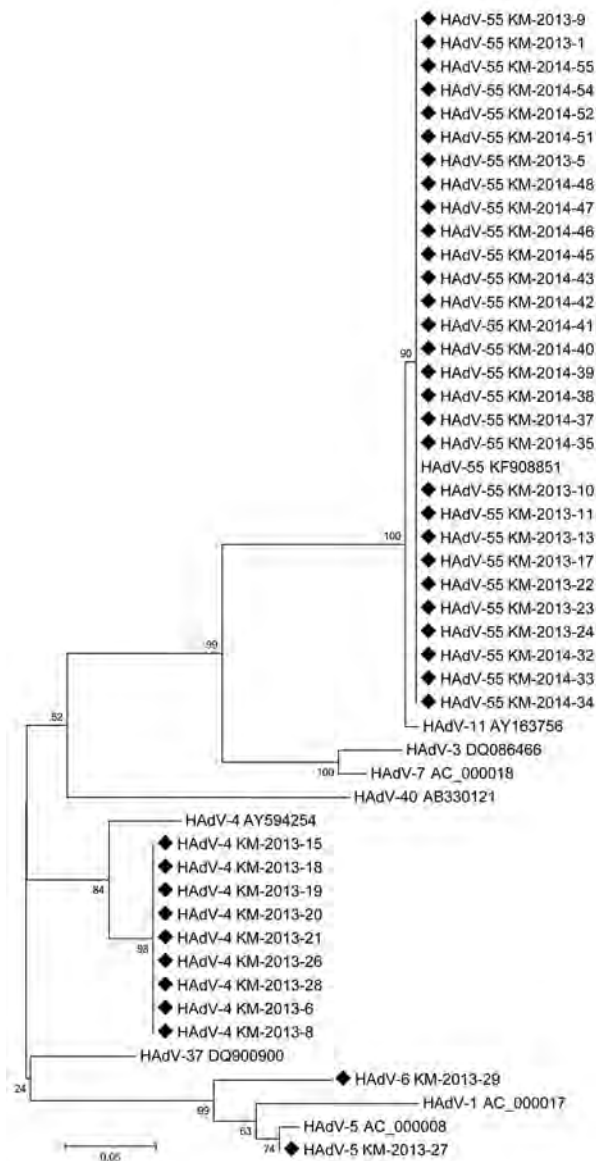 HAdV-55 KM-2013-9
HAdV-55 KM-2013-1
HAdV-55 KM-2014-55
HAdV-55 KM-2014-54
HAdV-55 KM-2014-52
HAdV-55 KM-2014-51
HAdV-55 KM-2013-5
HAdV-55 KM-2014-48
HAdV-55 KM-2014-47
HAdV-55 KM-2014-46
HAdV-55 KM-2014-45
HAdV-55 KM-2014-43
HAdV-55 KM-2014-42
HAdV-55 KM-2014-41
HAdV-55 KM-2014-40
90
HAdV-55 KM-2014-39
HAdV-55 KM-2014-38
HAdV-55 KM-2014-37
HAdV-55 KM-2014-35
HAdV-55 KF908851
HAdV-55 KM-2013-10
HAdV-55 KM-2013-11
100
HAdV-55 KM-2013-13
HAdV-55 KM-2013-17
HAdV-55 KM-2013-22
HAdV-55 KM-2013-23
HAdV-55 KM-2013-24
99
HAdV-55 KM-2014-32
HAdV-55 KM-2014-33
HAdV-55 KM-2014-34
52
HAdV-11 AY163756
HAdV-3 DQ086466
100
HAdV-7 AC_000018
HAdV-40 AB330121
HAdV-4 AY594254
HAdV-4 KM-2013-15
HAdV-4 KM-2013-18
84
HAdV-4 KM-2013-19
HAdV-4 KM-2013-20
HAdV-4 KM-2013-21
98
HAdV-4 KM-2013-26
HAdV-4 KM-2013-28
HAdV-4 KM-2013-6
HAdV-4 KM-2013-8
HAdV-37 DQ900900
24
HAdV-6 KM-2013-29
HAdV-1 AC_000017
99
53
HAdV-5 AC_000008
74
HAdV-5 KM-2013-27
0.05